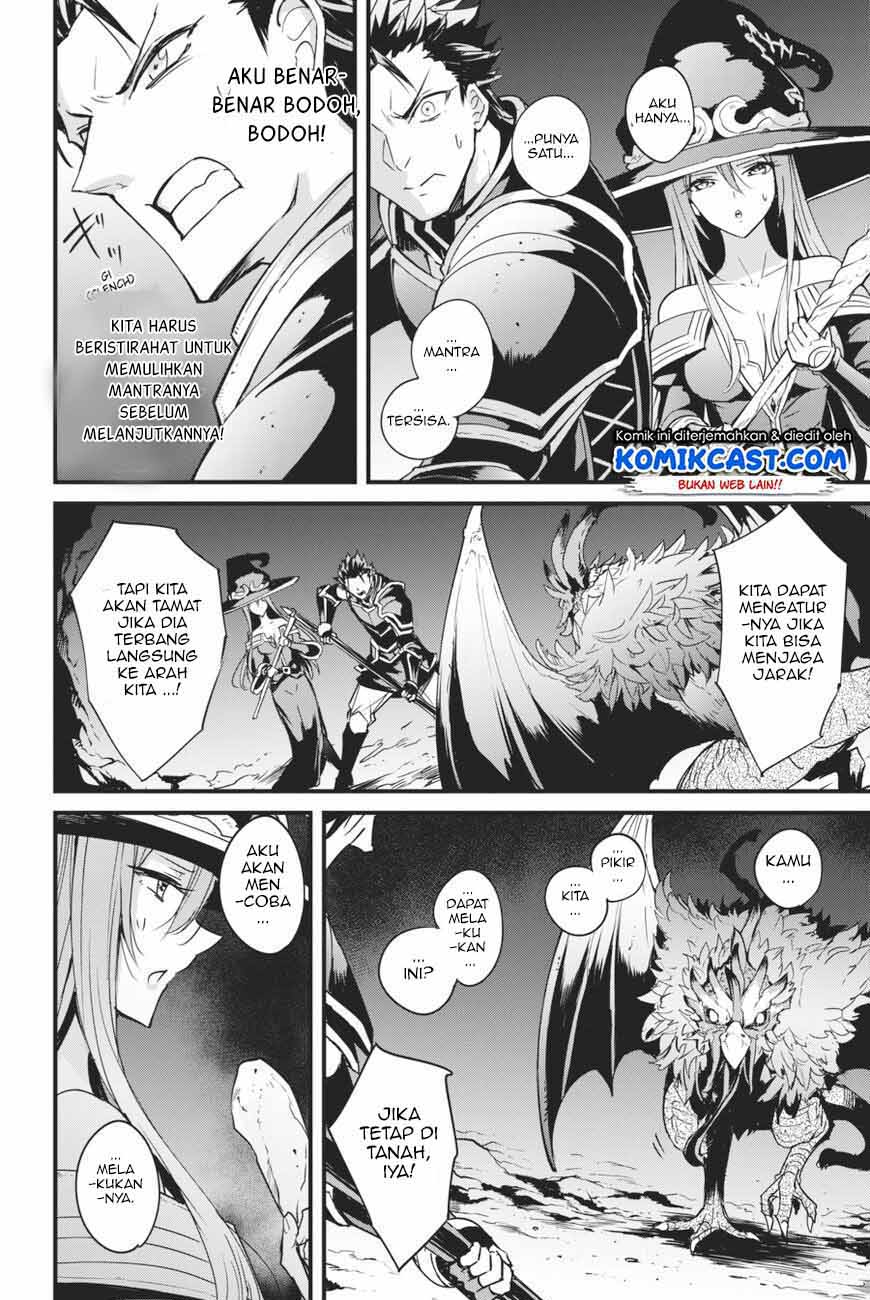 AKU
HANYA...
...PUNYA
SATU...
...
MANTRA
...
...
TERSISA.
AKU BENAR-
BENAR BODOH,
BODOH!
ギ
ッ
GI
KITA HARUS
BERISTIRAHAT UNTUK
MEMULIHKAN
MANTRANYA
SEBELUM
MELANJUTKANNYA!
Komik ini diterjemahkan & diedit oleh
KOMIKCAST.COM
BUKAN WEB LAIN!!
KITA DAPAT
MENGATUR
-NYA JIKA
KITA BISA
MENJAGA
JARAK!
TAPI KITA
AKAN TAMAT
JIKA DIA
TERBANG
LANGSUNG
KE ARAH
KITA ...!
KAMU
...
...
PIKIR
...
...
KITA
...
...
DAPAT
MELA
-KU -
KAN
...
...
INI?
JIKA
TETAP DI
TANAH,
IYA!
AKU
AKAN
MEN
-COBA
...
...
MELA
-KUKAN
-NYA.